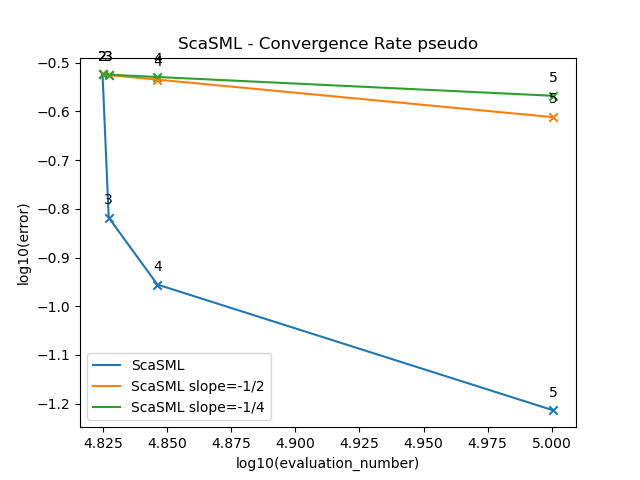 ScaSML - Convergence Rate pseudo
log10(error)
−0.5
−0.6
−0.7
−0.8
−0.9
−1.0
−1.1
−1.2
2
3
4
4
5
5
3
4
5
ScaSML
ScaSML slope=-1/2
ScaSML slope=-1/4
4.825 4.850 4.875 4.900 4.925 4.950 4.975 5.000
log10(evaluation_number)